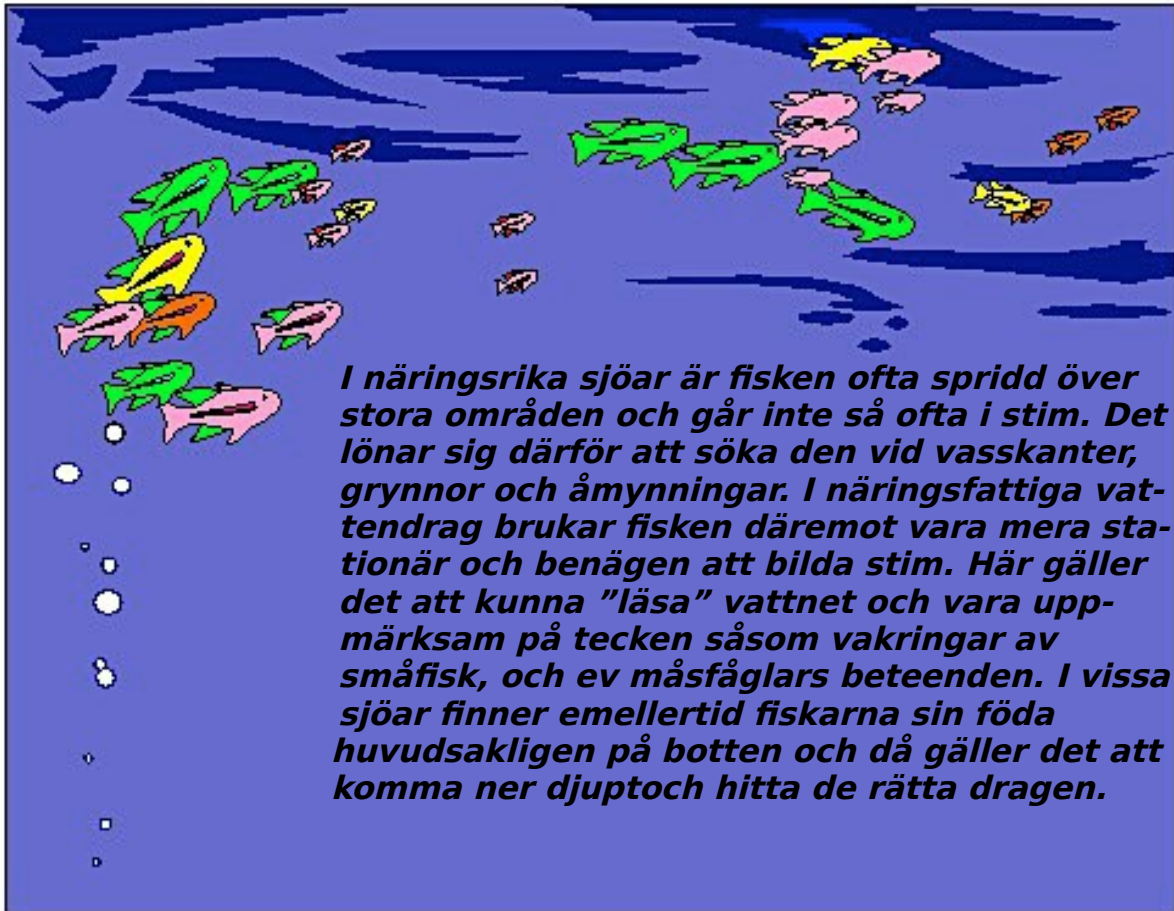 I näringsrika sjöar är fisken ofta spridd över
stora områden och går inte så ofta i stim. Det
lönar sig därför att söka den vid vasskanter,
grynnor och åmynningar. I näringsfattiga vat-
tendrag brukar fisken däremot vara mera sta-
tionär och benägen att bilda stim. Här gäller
det att kunna ”läsa” vattnet och vara upp-
märksam på tecken såsom vakringar av
småfisk, och ev måsfåglars beteenden. I vissa
sjöar finner emellertid fiskarna sin föda
huvudsakligen på botten och då gäller det att
komma ner djuptoch hitta de rätta dragen.